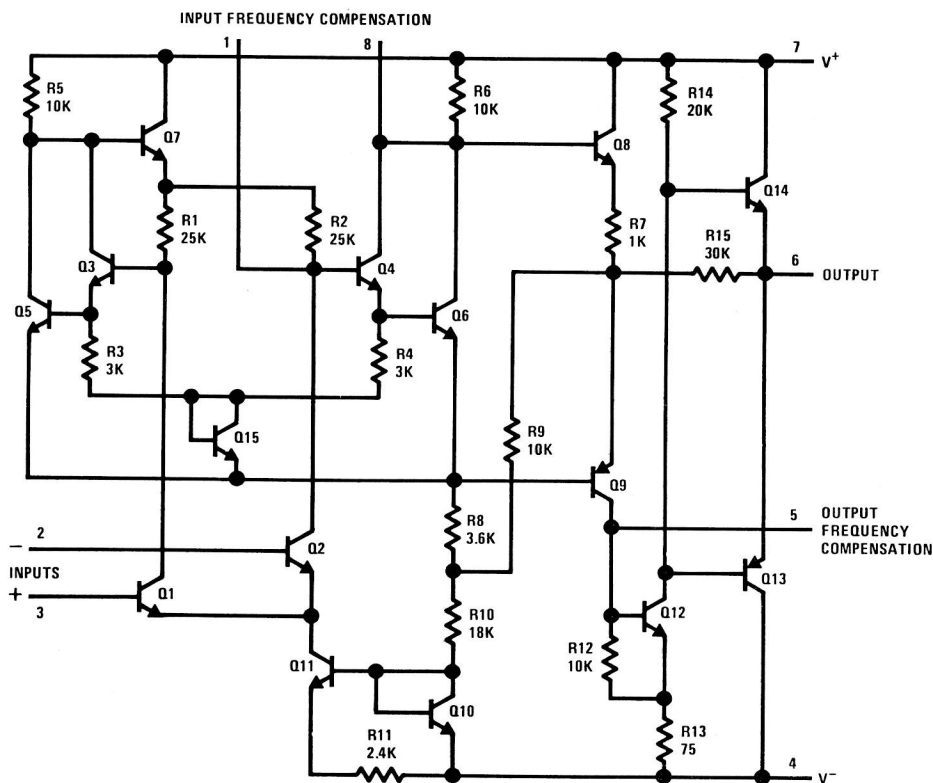 INPUT FREQUENCY COMPENSATION
1
8
7
V+
R5
10K
R6
10K
R14
20K
Q7
Q8
Q14
R1
25K
R2
25K
R7
1K
R15
30K
6
OUTPUT
Q3
Q4
Q5
Q6
R3
3K
R4
3K
Q15
R9
10K
Q9
5
OUTPUT
FREQUENCY
COMPENSATION
R8
3.6K
2
−
Q2
INPUTS
+
3
Q1
Q13
Q12
R10
18K
R12
10K
Q11
Q10
R11
2.4K
R13
75
4
V−